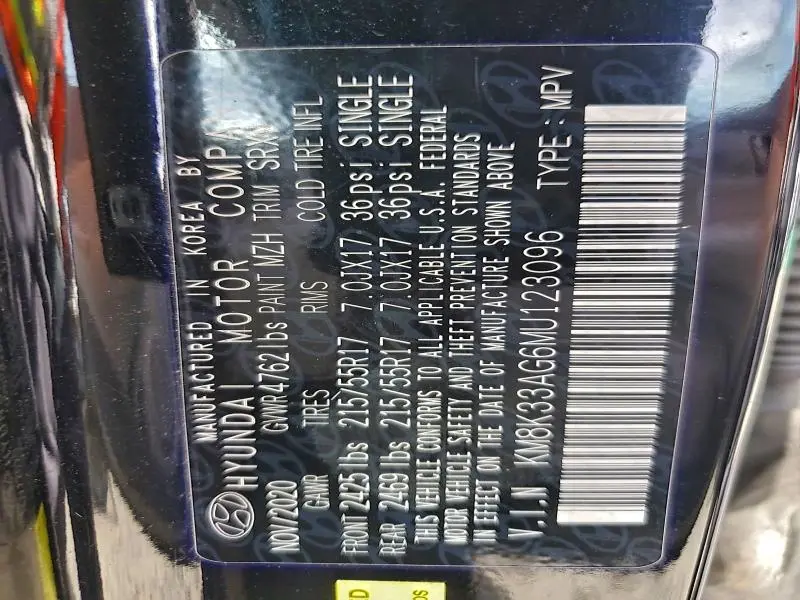 MANUFACTURED IN KOREA BY
HYUNDAI MOTOR COMP
NOV/2020 GVWR 4762 lbs PAINT MZH TRIM SRX
GAWR TIRES RIMS COLD TIRE INFL
FRONT 2425 lbs 215/55R17 7.0JX17 36psi SINGLE
REAR 2469 lbs 215/55R17 7.0JX17 36psi SINGLE
THIS VEHICLE CONFORMS TO ALL APPLICABLE U.S.A. FEDERAL
MOTOR VEHICLE SAFETY AND THEFT PREVENTION STANDARDS
IN EFFECT ON THE DATE OF MANUFACTURE SHOWN ABOVE
V.I.N KM8K33AG6MU123096 TYPE : MPV